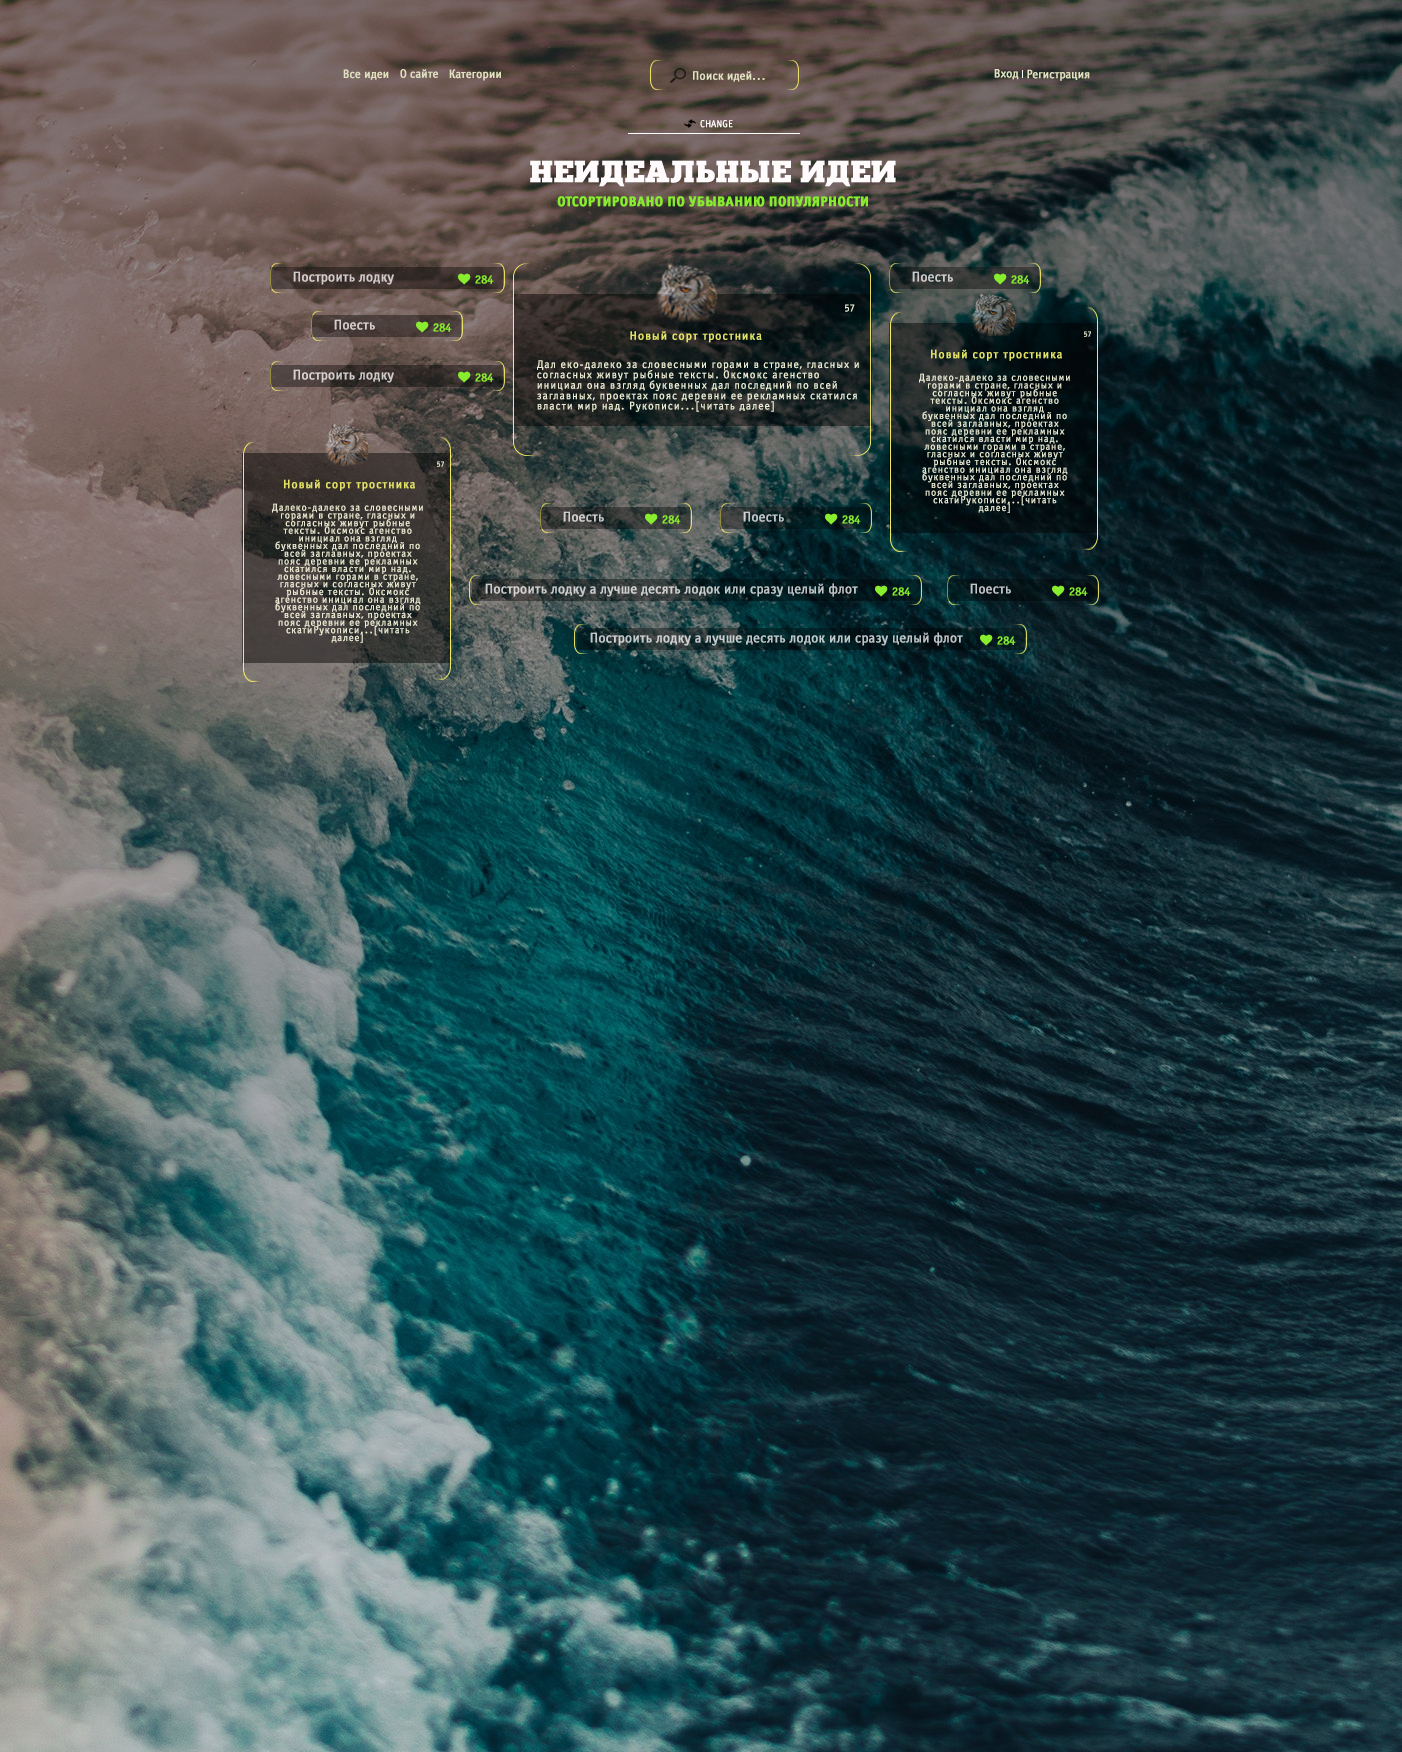 Все идеи О сайте Категории
Поиск идей...
Вход | Регистрация
CHANGE
НЕИДЕАЛЬНЫЕ ИДЕИ
ОТСОРТИРОВАНО ПО УБЫВАНИЮ ПОПУЛЯРНОСТИ
Построить лодку 284
Поесть 284
Построить лодку 284
57
Новый сорт тростника
Дал еко-далеко за словесными горами в стране, гласных и
согласных живут рыбные тексты. Оксмокс агенство
инициал она взгляд буквенных дал последний по всей
заглавных, проектах пояс деревни ее рекламных скатился
власти мир над. Рукописи...[читать далее]
Поесть 284
57
Новый сорт тростника
Далеко-далеко за словесными
горами в стране, гласных и
согласных живут рыбные
тексты. Оксмокс агенство
инициал она взгляд
буквенных дал последний по
всей заглавных, проектах
пояс деревни ее рекламных
скатился власти мир над.
ловесными горами в стране,
гласных и согласных живут
рыбные тексты. Оксмокс
агенство инициал она взгляд
буквенных дал последний по
всей заглавных, проектах
пояс деревни ее рекламных
скатиРукописи...[читать
далее]
57
Новый сорт тростника
Далеко-далеко за словесными
горами в стране, гласных и
согласных живут рыбные
тексты. Оксмокс агенство
инициал она взгляд
буквенных дал последний по
всей заглавных, проектах
пояс деревни ее рекламных
скатился власти мир над.
ловесными горами в стране,
гласных и согласных живут
рыбные тексты. Оксмокс
агенство инициал она взгляд
буквенных дал последний по
всей заглавных, проектах
пояс деревни ее рекламных
скатиРукописи...[читать
далее]
Поесть 284
Поесть 284
Построить лодку а лучше десять лодок или сразу целый флот 284
Поесть 284
Построить лодку а лучше десять лодок или сразу целый флот 284